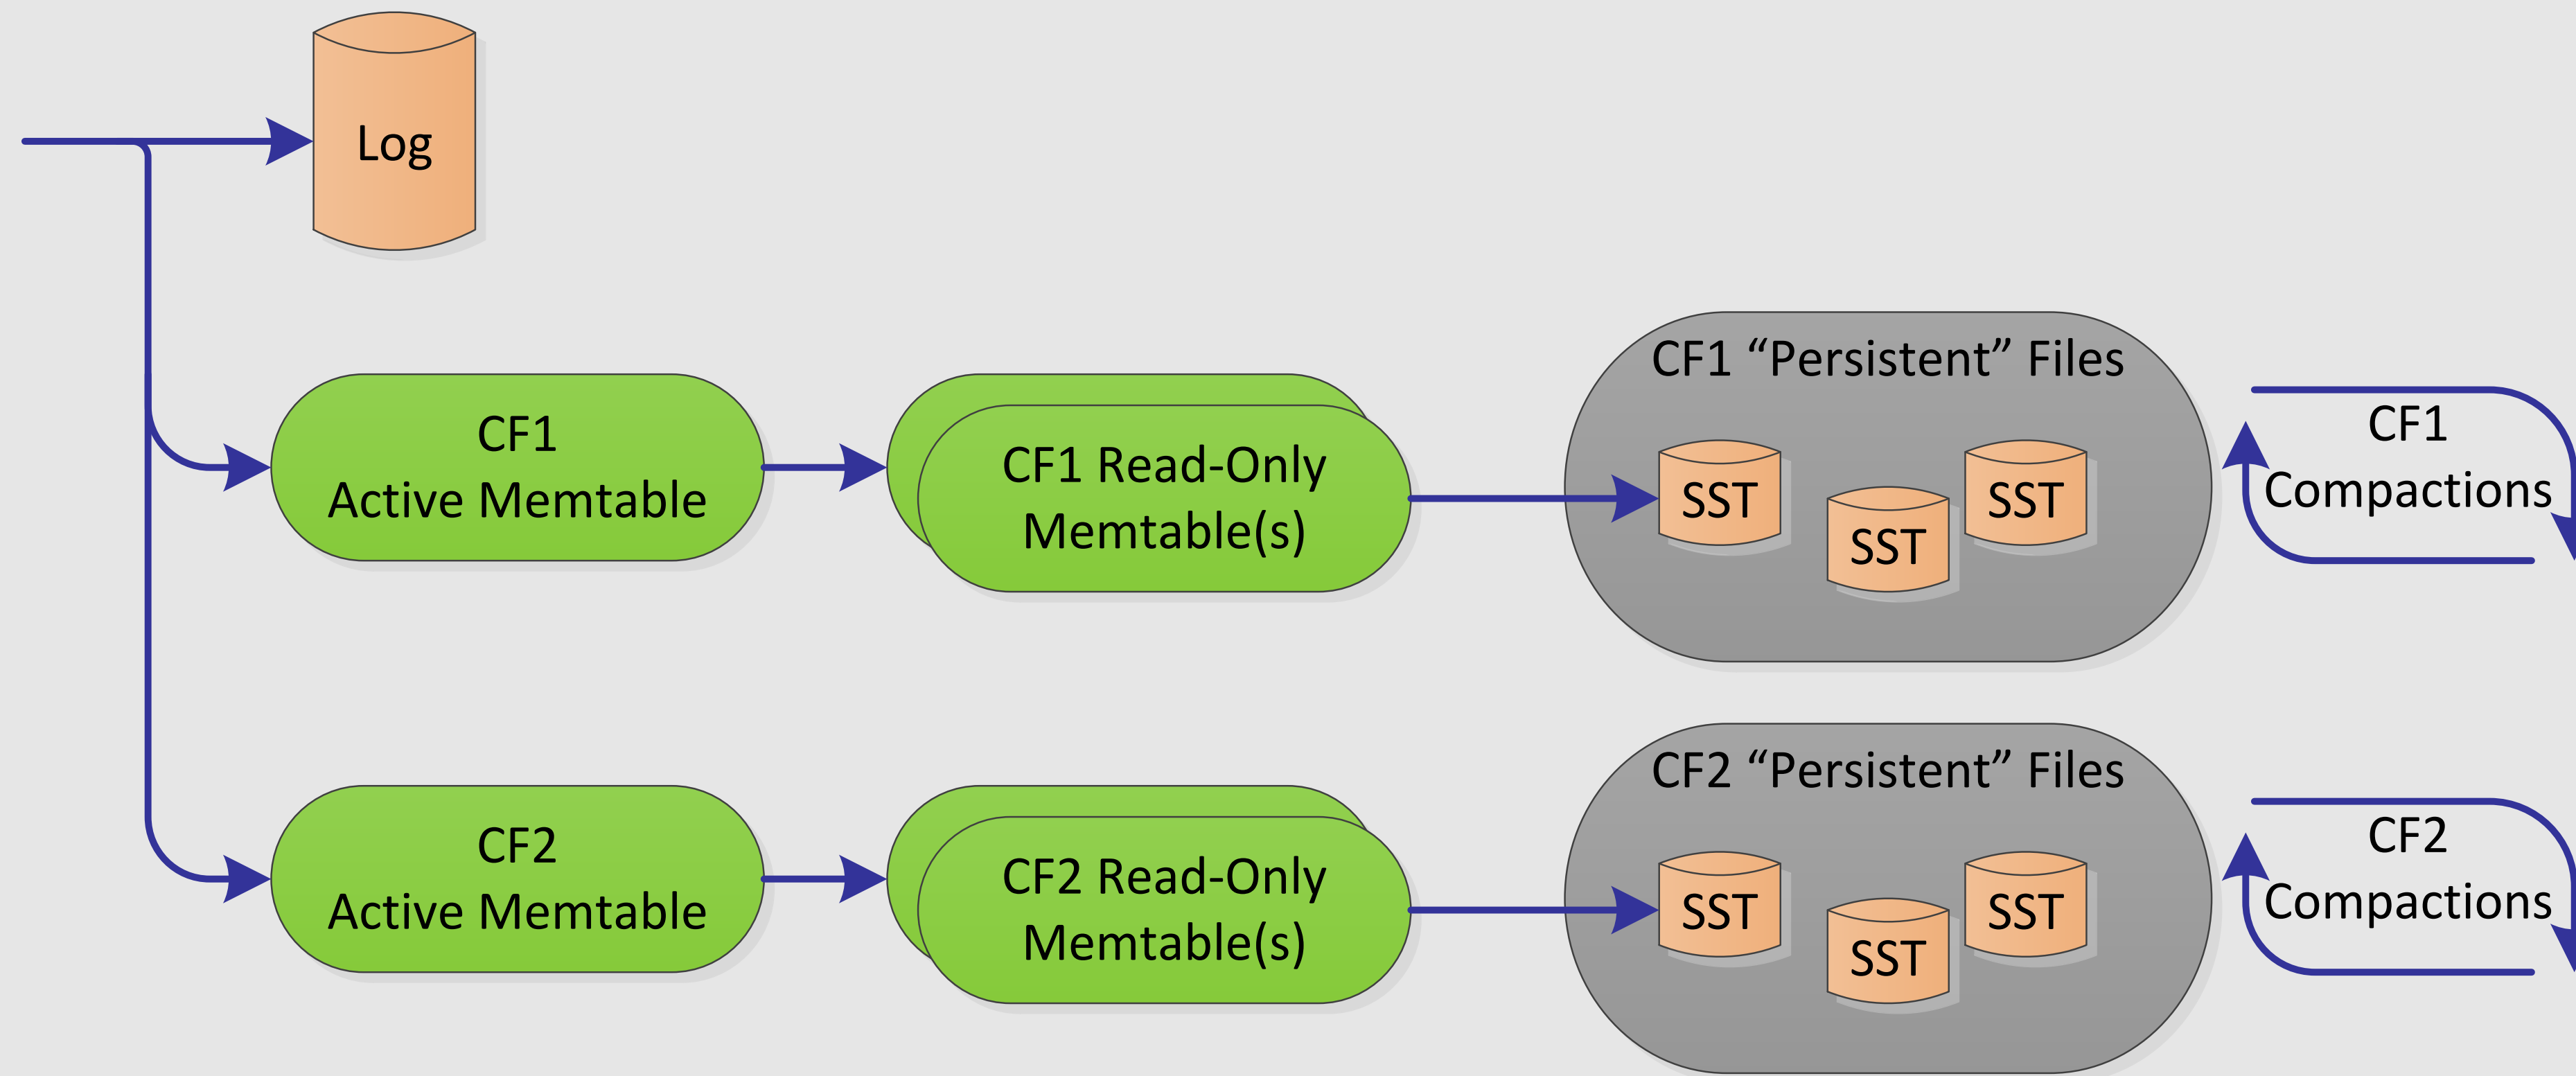 Log
CF1
Active Memtable
CF1 Read-Only
Memtable(s)
CF1 “Persistent” Files
SST
SST
SST
CF1
Compactions
CF2
Active Memtable
CF2 Read-Only
Memtable(s)
CF2 “Persistent” Files
SST
SST
SST
CF2
Compactions